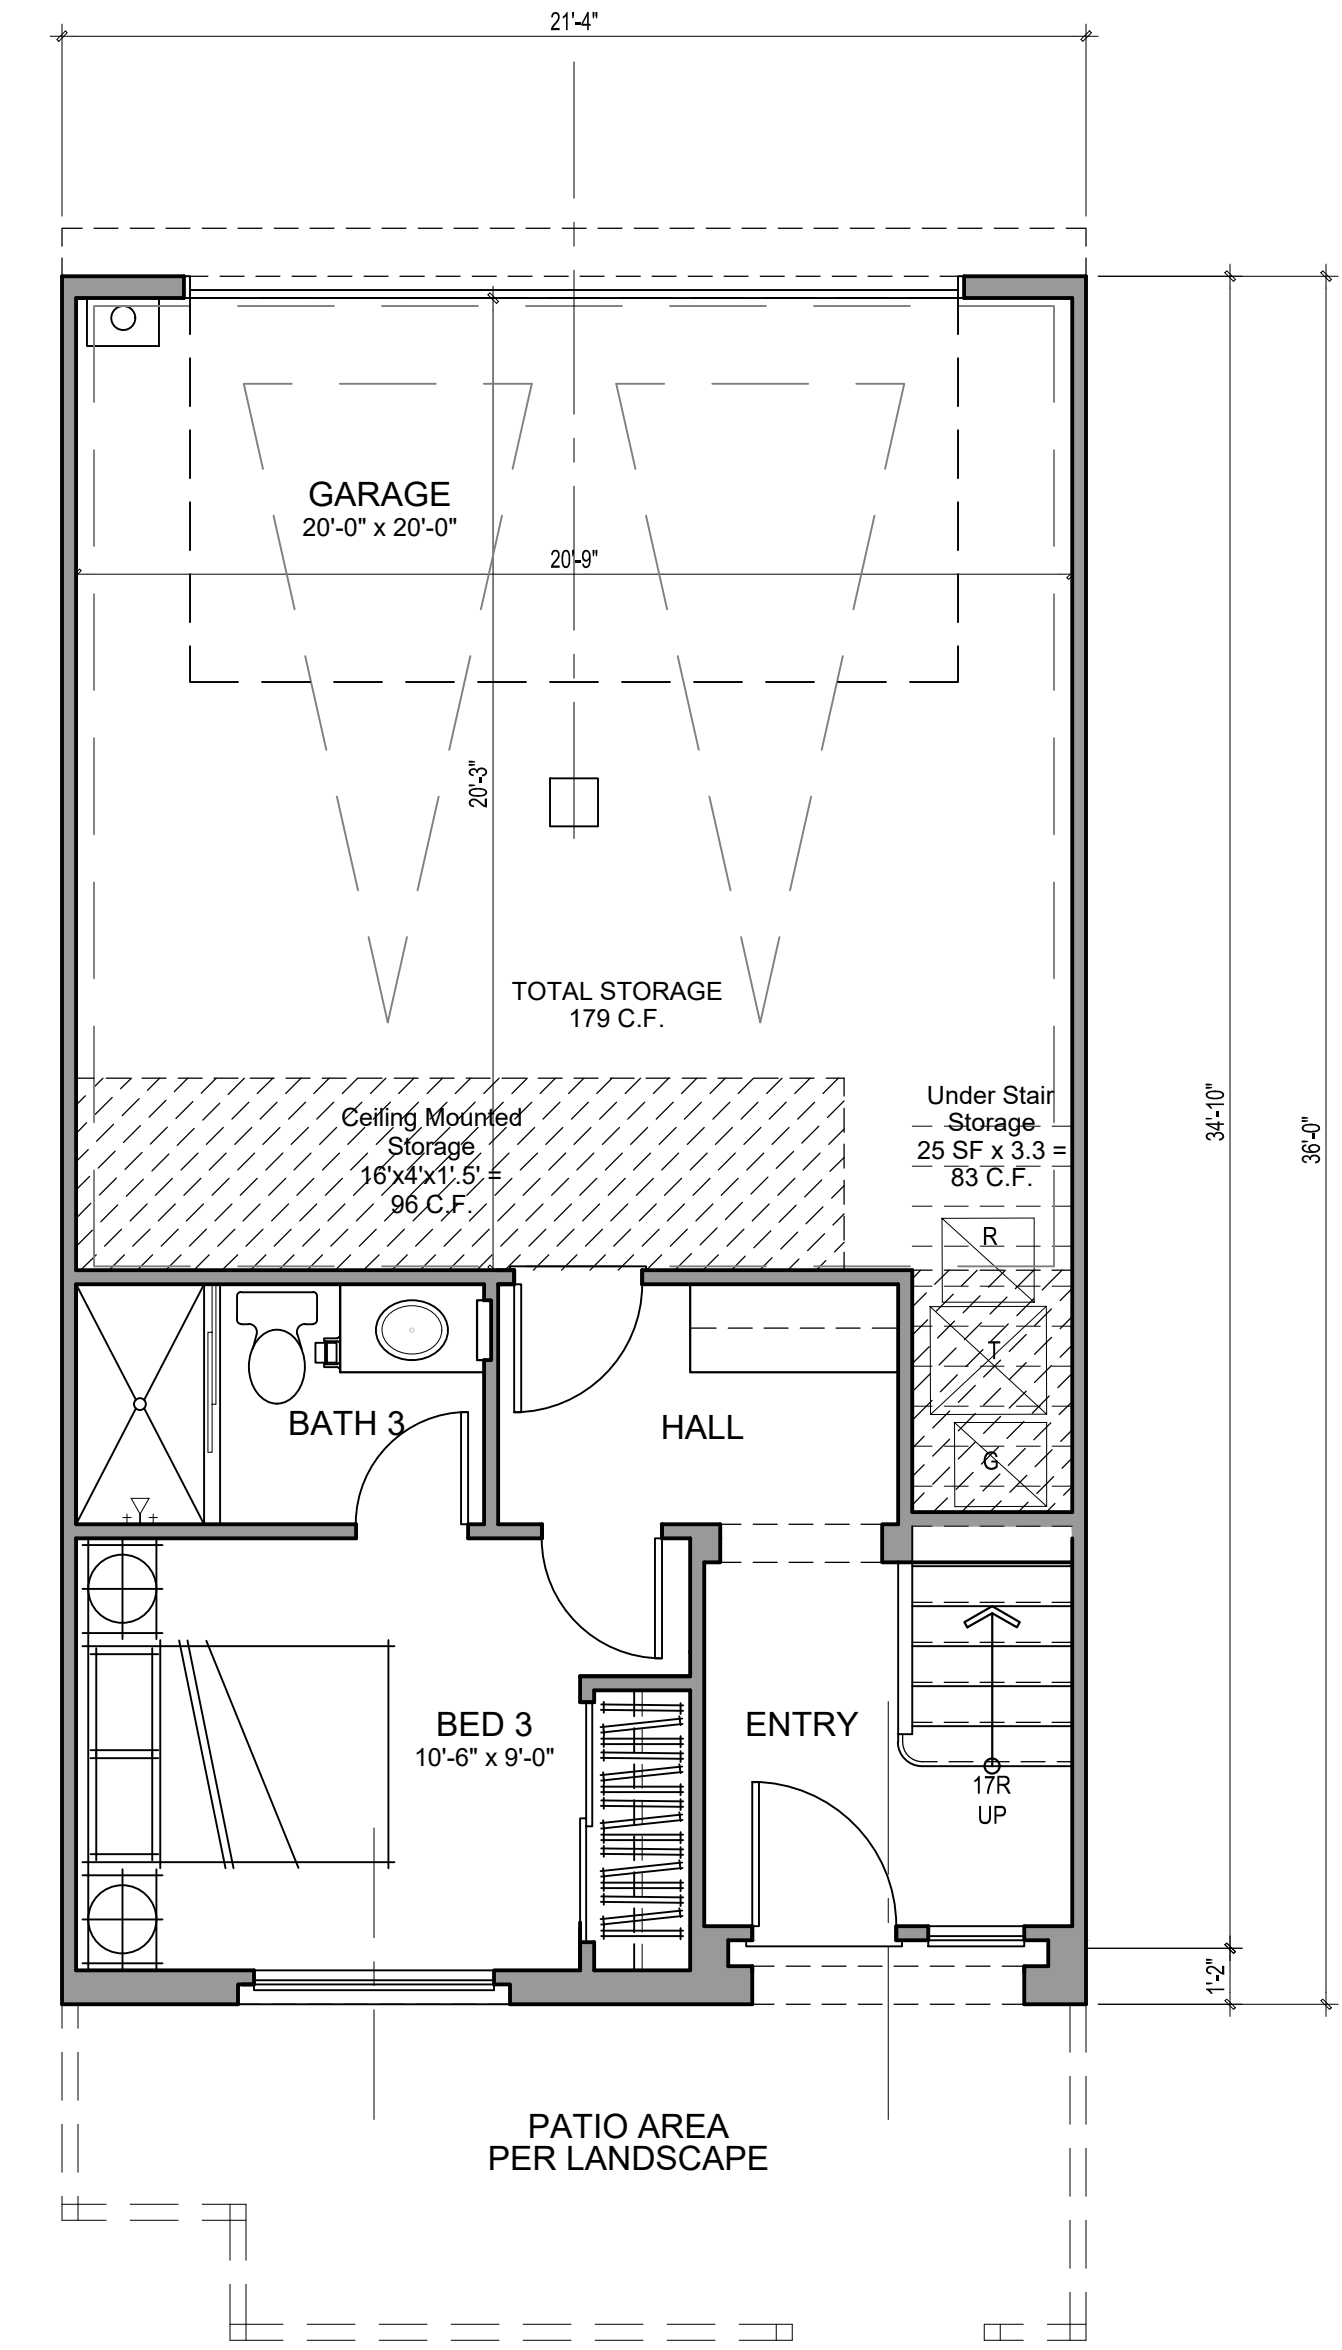 21'-4"
GARAGE
20'-0" x 20'-0"
20'-9"
20'-3"
TOTAL STORAGE
179 C.F.
Ceiling Mounted
Storage
16'x4'x1'.5' =
96 C.F.
Under Stair
Storage
25 SF x 3.3 =
83 C.F.
34'-10"
36'-0"
R
T
G
BATH 3
HALL
BED 3
10'-6" x 9'-0"
ENTRY
17R
UP
1'-2"
PATIO AREA
PER LANDSCAPE